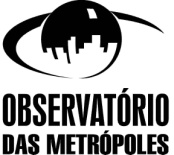 OBSERVATÓRIO
DAS METRÓPOLES